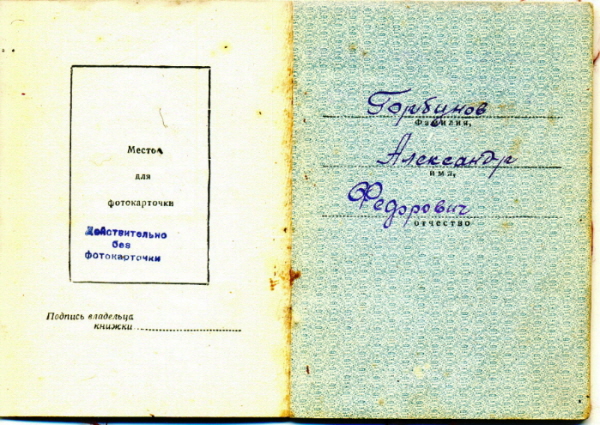 Место
для
фотокарточки
Действительно
без
фотокарточки
Подпись владельца
книжки
Горбунов
Фамилия,
Александр
имя,
Федорович
отчество